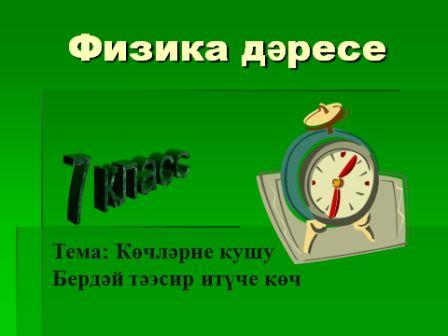 Физика дәресе
7 класс
Тема: Көчләрне кушу
Бердәй тәэсир итүче көч